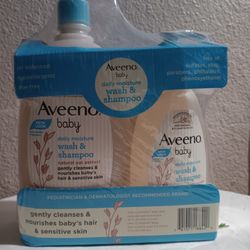 Aveeno
baby
daily moisture
wash &
shampoo
Aveeno
baby
daily moisture
wash &
shampoo
natural oat extract
gently cleanses &
nourishes baby's
hair & sensitive skin
Aveeno
baby
daily moisture
wash &
shampoo
PEDIATRICIAN & DERMATOLOGIST RECOMMENDED BRAND
gently cleanses &
nourishes baby's hair
& sensitive skin